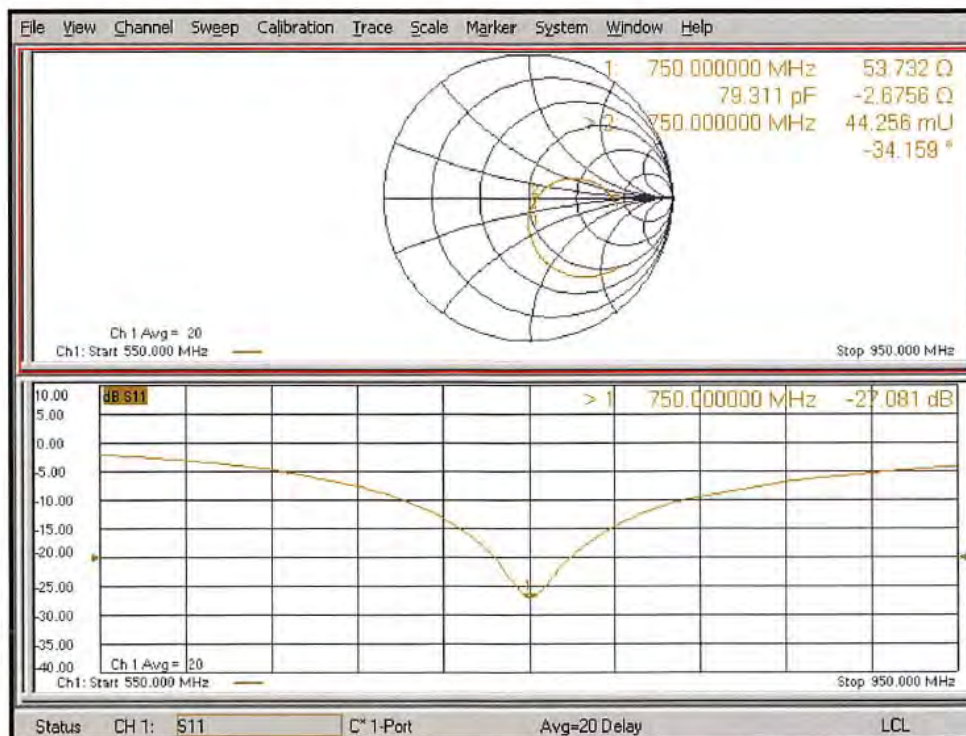 File View Channel Sweep Calibration Trace Scale Marker System Window Help
1: 750.000000 MHz 53.732 Ω
79.311 pF -2.6756 Ω
> 2: 750.000000 MHz 44.256 mU
-34.159 °
Ch 1 Avg = 20
Ch1: Start 550.000 MHz
Stop 950.000 MHz
dB S11
> 1 750.000000 MHz -27.081 dB
10.00
5.00
0.00
-5.00
-10.00
-15.00
-20.00
-25.00
-30.00
-35.00
-40.00
1
Ch 1 Avg = 20
Ch1: Start 550.000 MHz
Stop 950.000 MHz
Status CH 1: S11 C* 1-Port Avg=20 Delay LCL